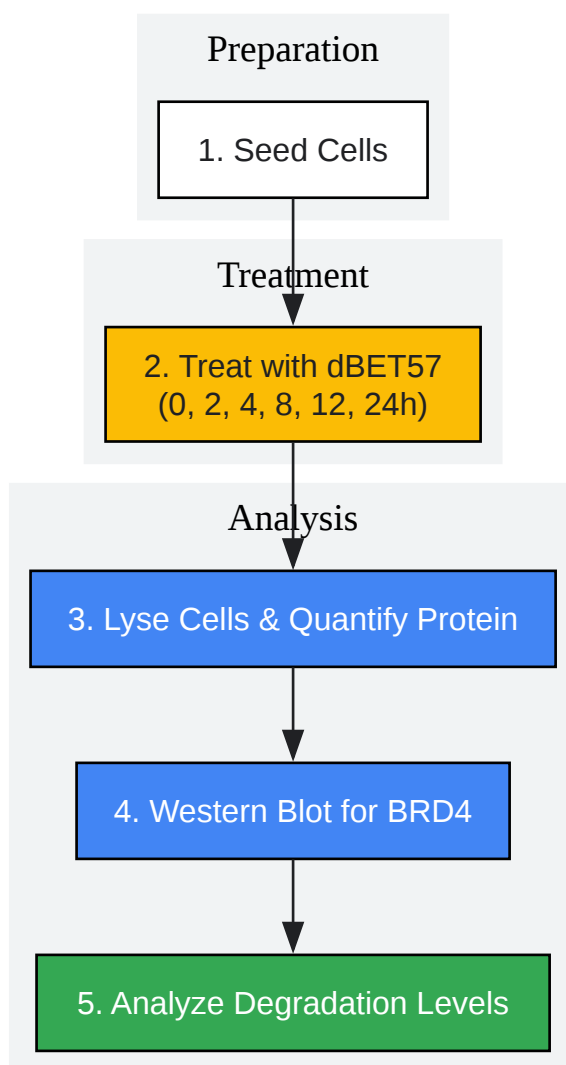 Preparation
1. Seed Cells
Treatment
2. Treat with dBET57
(0, 2, 4, 8, 12, 24h)
Analysis
3. Lyse Cells & Quantify Protein
4. Western Blot for BRD4
5. Analyze Degradation Levels